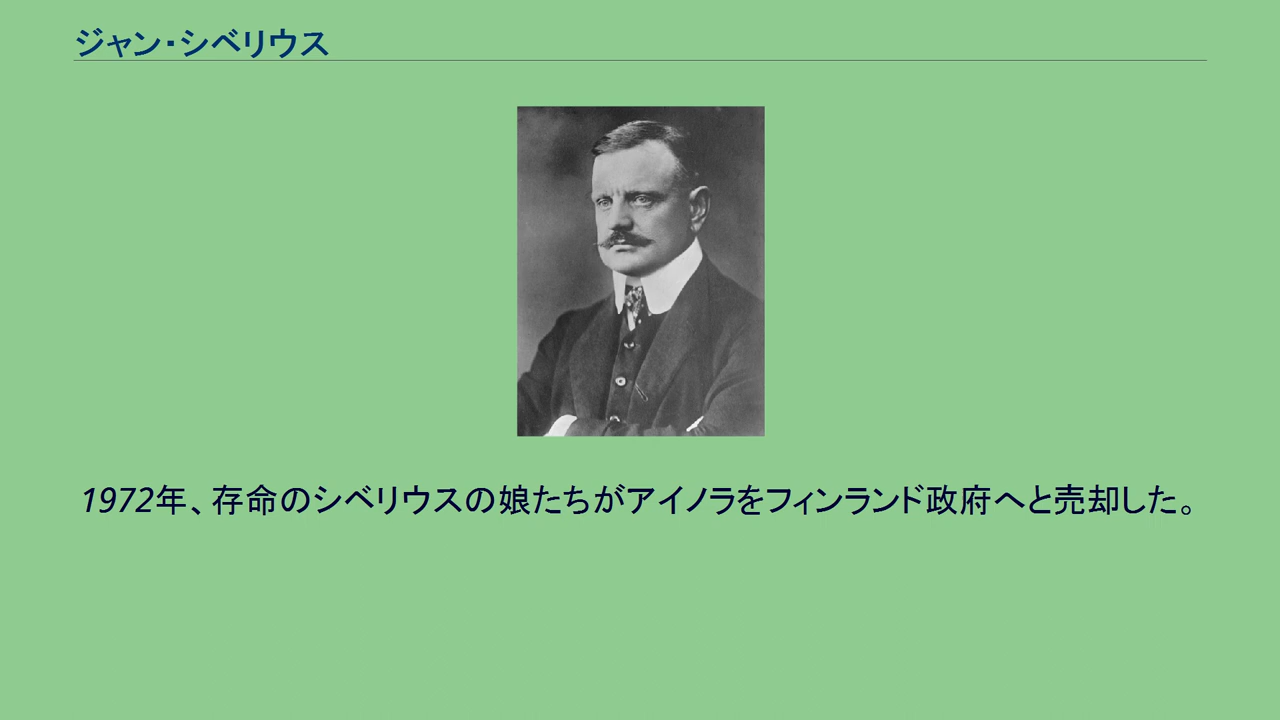 ジャン・シベリウス
1972年、存命のシベリウスの娘たちがアイノラをフィンランド政府へと売却した。